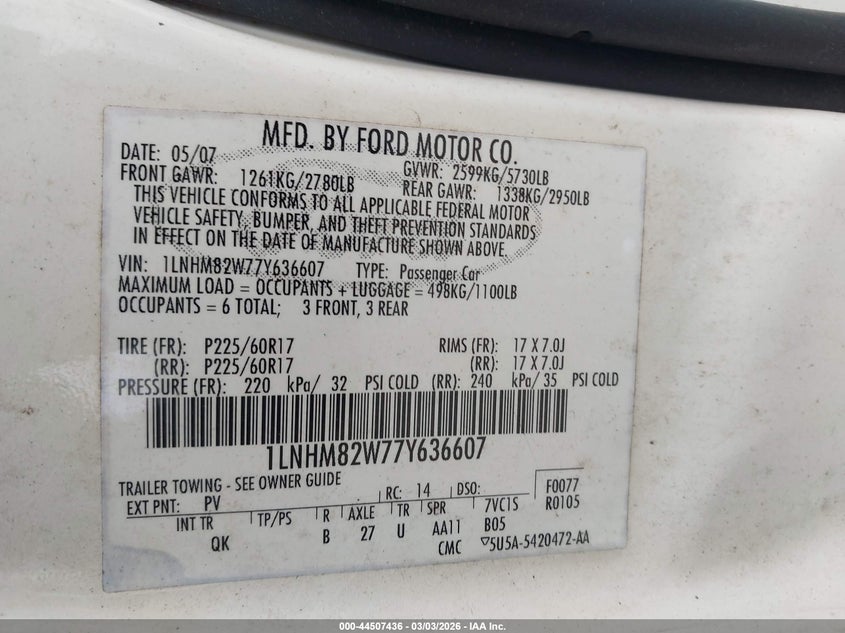 MFD. BY FORD MOTOR CO.
DATE: 05/07 GVWR: 2599KG/5730LB
FRONT GAWR: 1261KG/2780LB REAR GAWR: 1338KG/2950LB
THIS VEHICLE CONFORMS TO ALL APPLICABLE FEDERAL MOTOR
VEHICLE SAFETY, BUMPER, AND THEFT PREVENTION STANDARDS
IN EFFECT ON THE DATE OF MANUFACTURE SHOWN ABOVE.
VIN: 1LNHM82W77Y636607 TYPE: Passenger Car
MAXIMUM LOAD = OCCUPANTS + LUGGAGE = 498KG/1100LB
OCCUPANTS = 6 TOTAL; 3 FRONT, 3 REAR
TIRE (FR): P225/60R17 RIMS (FR): 17 X 7.0J
(RR): P225/60R17 (RR): 17 X 7.0J
PRESSURE (FR): 220 kPa/ 32 PSI COLD (RR): 240 kPa/ 35 PSI COLD
1LNHM82W77Y636607
TRAILER TOWING - SEE OWNER GUIDE F0077
EXT PNT: PV RC: 14 DSO: R0105
INT TR TP/PS R AXLE TR SPR 7VC1S
QK B 27 U AA11 B05
CMC ▽5U5A-5420472-AA
000-44507436 - 03/03/2026 - IAA Inc.